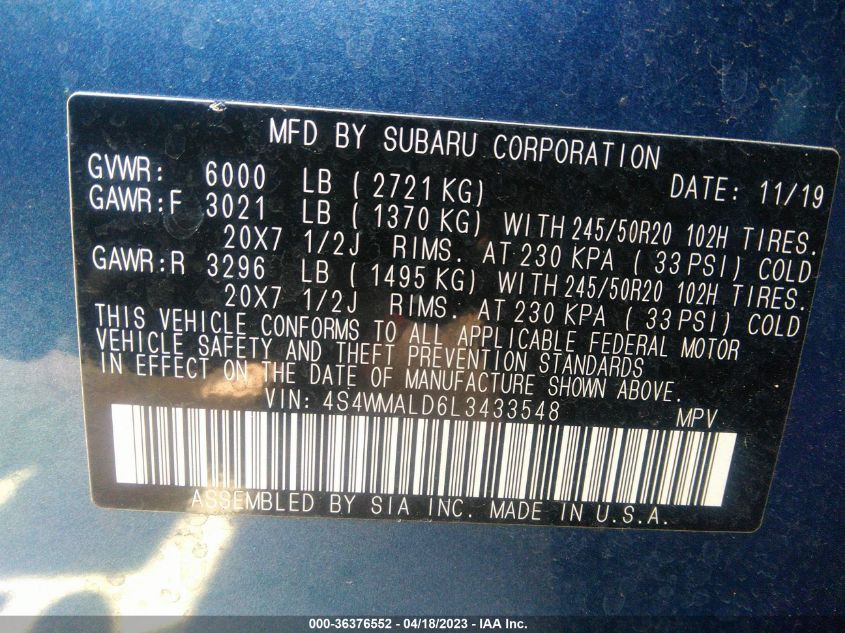 MFD BY SUBARU CORPORATION
GVWR: 6000 LB ( 2721 KG) DATE: 11/19
GAWR:F 3021 LB ( 1370 KG) WITH 245/50R20 102H TIRES.
20X7 1/2J RIMS. AT 230 KPA ( 33 PSI) COLD
GAWR:R 3296 LB ( 1495 KG) WITH 245/50R20 102H TIRES.
20X7 1/2J RIMS. AT 230 KPA ( 33 PSI) COLD
THIS VEHICLE CONFORMS TO ALL APPLICABLE FEDERAL MOTOR
VEHICLE SAFETY AND THEFT PREVENTION STANDARDS
IN EFFECT ON THE DATE OF MANUFACTURE SHOWN ABOVE.
VIN: 4S4WMALD6L3433548 MPV
ASSEMBLED BY SIA INC. MADE IN U.S.A.
000-36376552 - 04/18/2023 - IAA Inc.